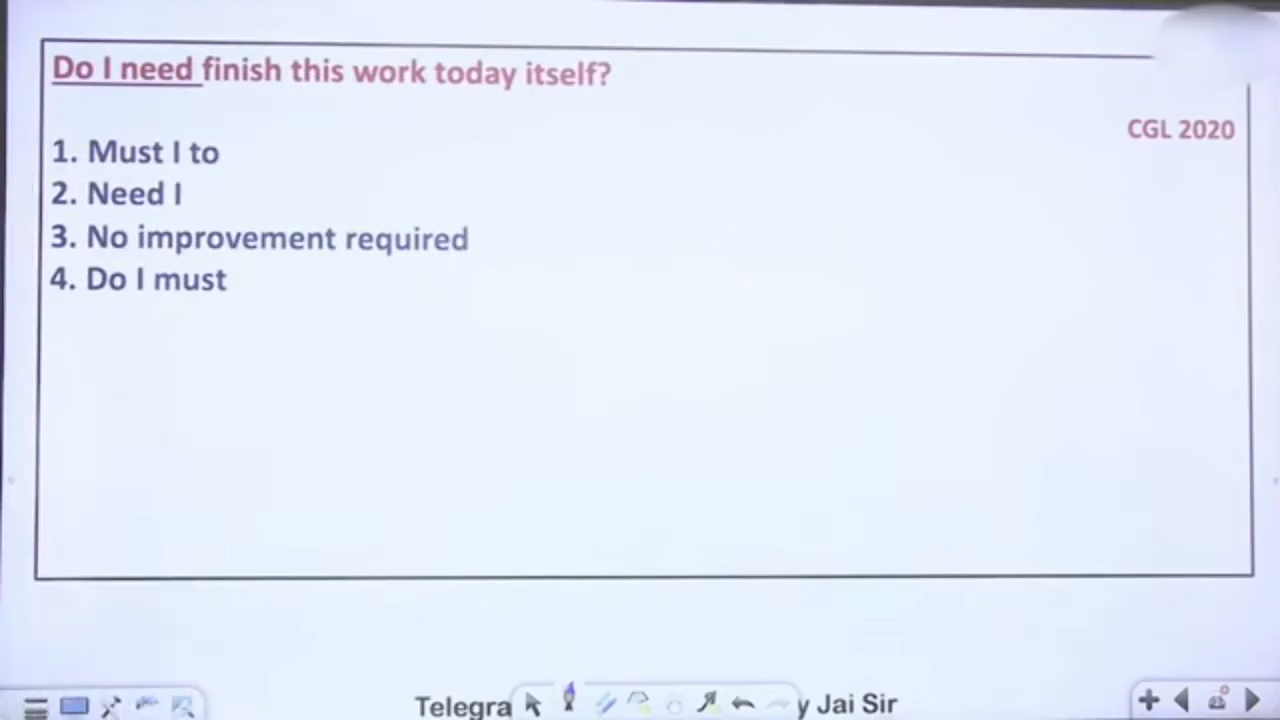 Do I need finish this work today itself?
CGL 2020
1. Must I to
2. Need I
3. No improvement required
4. Do I must
Telegra
y Jai Sir